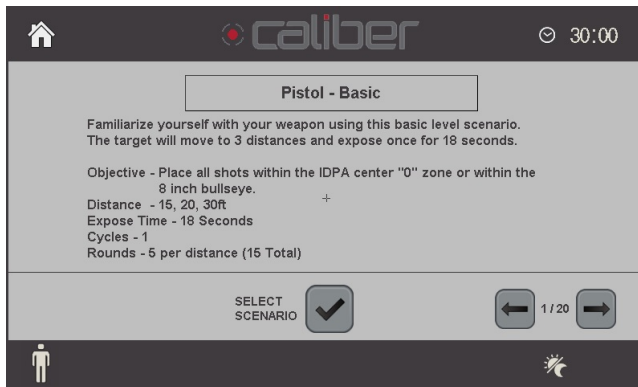 caliber
30:00
Pistol - Basic
Familiarize yourself with your weapon using this basic level scenario.
The target will move to 3 distances and expose once for 18 seconds.
Objective - Place all shots within the IDPA center "0" zone or within the
8 inch bullseye.
Distance - 15, 20, 30ft
Expose Time - 18 Seconds
Cycles - 1
Rounds - 5 per distance (15 Total)
SELECT
SCENARIO
1 / 20